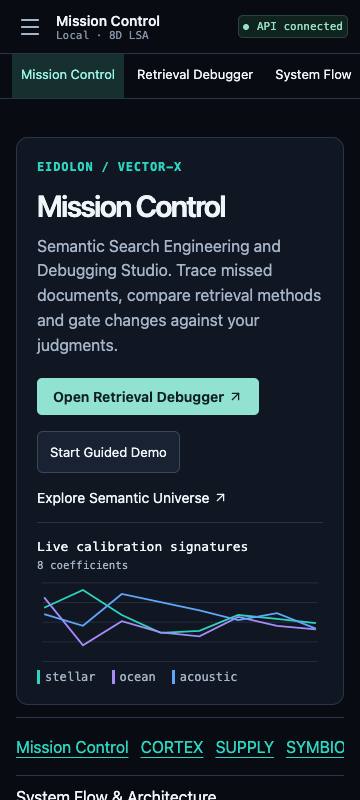 Mission Control
Local · 8D LSA
● API connected
Mission Control Retrieval Debugger System Flow
EIDOLON / VECTOR-X
Mission Control
Semantic Search Engineering and
Debugging Studio. Trace missed
documents, compare retrieval methods
and gate changes against your
judgments.
Open Retrieval Debugger ↗
Start Guided Demo
Explore Semantic Universe ↗
Live calibration signatures
8 coefficients
stellar ocean acoustic
Mission Control CORTEX SUPPLY SYMBIO
System Flow & Architecture